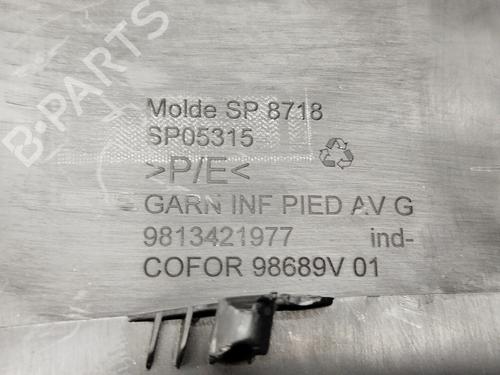 B-PARTS
Molde SP 8718
SP05315
>P/E<
GARN INF PIED AV G
9813421977 ind-
COFOR 98689V 01